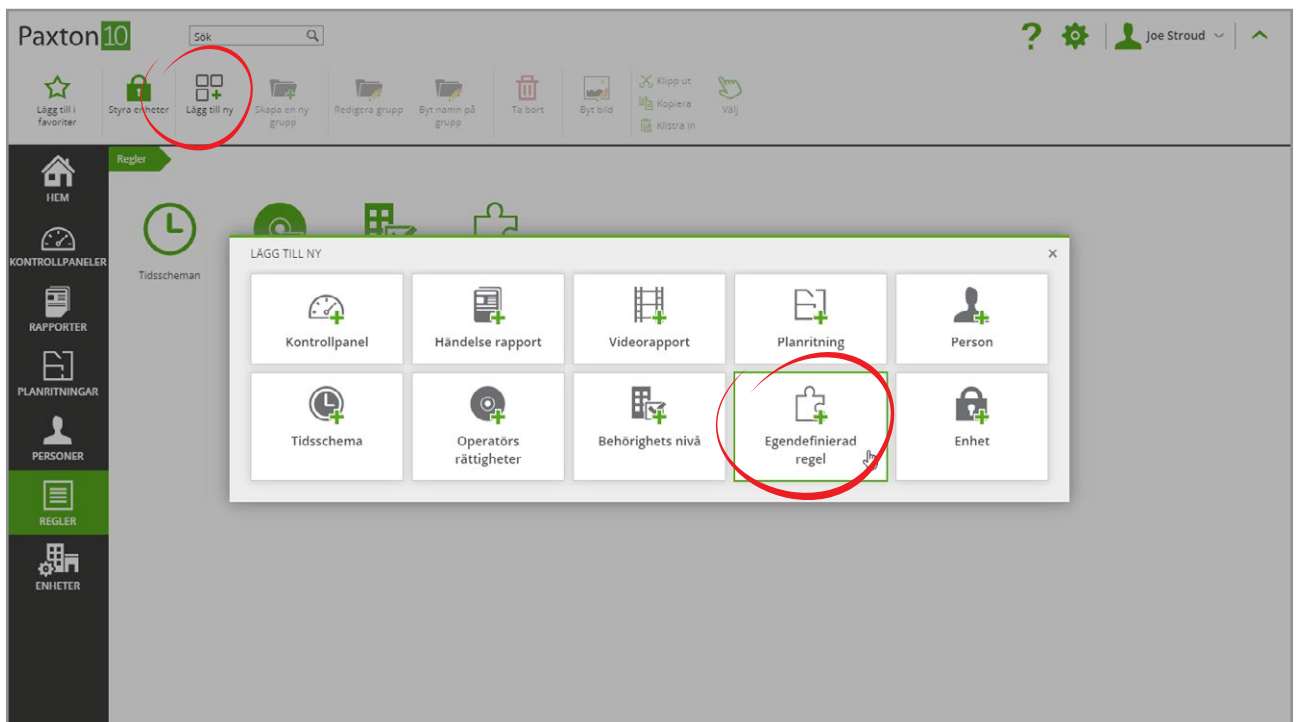 Paxton10
Sök
Joe Stroud
Lägg till i
favoriter
Styra enheter
Lägg till ny
Skapa en ny
grupp
Redigera grupp
Byt namn på
grupp
Ta bort
Byt bild
Klipp ut
Kopiera
Klistra in
Välj
HEM
KONTROLLPANELER
RAPPORTER
PLANRITNINGAR
PERSONER
REGLER
ENHETER
Regler
Tidsscheman
LÄGG TILL NY
Kontrollpanel
Händelse rapport
Videorapport
Planritning
Person
Tidsschema
Operatörs
rättigheter
Behörighets nivå
Egendefinierad
regel
Enhet